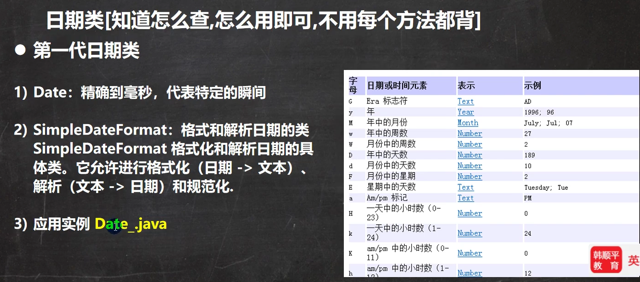 日期类[知道怎么查,怎么用即可,不用每个方法都背]
● 第一代日期类
1) Date：精确到毫秒，代表特定的瞬间
2) SimpleDateFormat：格式和解析日期的类
SimpleDateFormat 格式化和解析日期的具
体类。它允许进行格式化（日期 -> 文本）、
解析（文本 -> 日期）和规范化.
3) 应用实例 Date_.java
字母 日期或时间元素 表示 示例
G Era 标志符 Text AD
y 年 Year 1996; 96
M 年中的月份 Month July; Jul; 07
w 年中的周数 Number 27
W 月份中的周数 Number 2
D 年中的天数 Number 189
d 月份中的天数 Number 10
F 月份中的星期 Number 2
E 星期中的天数 Text Tuesday; Tue
a Am/pm 标记 Text PM
H 一天中的小时数（0-23） Number 0
k 一天中的小时数（1-24） Number 24
K am/pm 中的小时数（0-11） Number 0
h am/pm 中的小时数（1- Number 12
韩顺平
教育
英